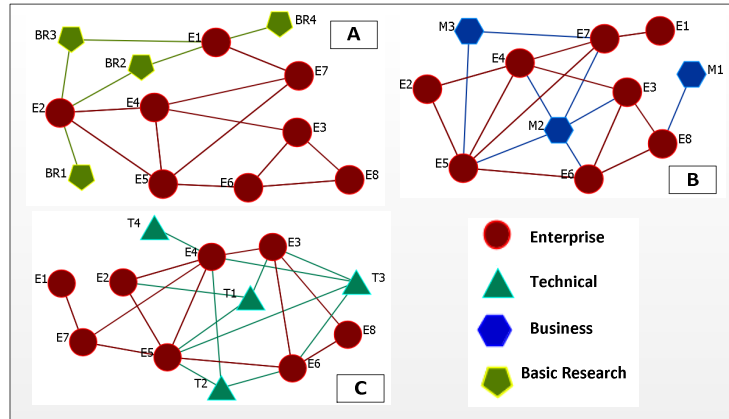 BR4
BR3
E1
A
BR2
E7
E2
E4
E3
BR1
E5
E6
E8
M3
E7
E1
E4
E2
E3
M1
M2
E8
E5
E6
B
T4
E4
E3
E1
E2
T3
T1
E7
E5
E8
E6
T2
C
Enterprise
Technical
Business
Basic Research